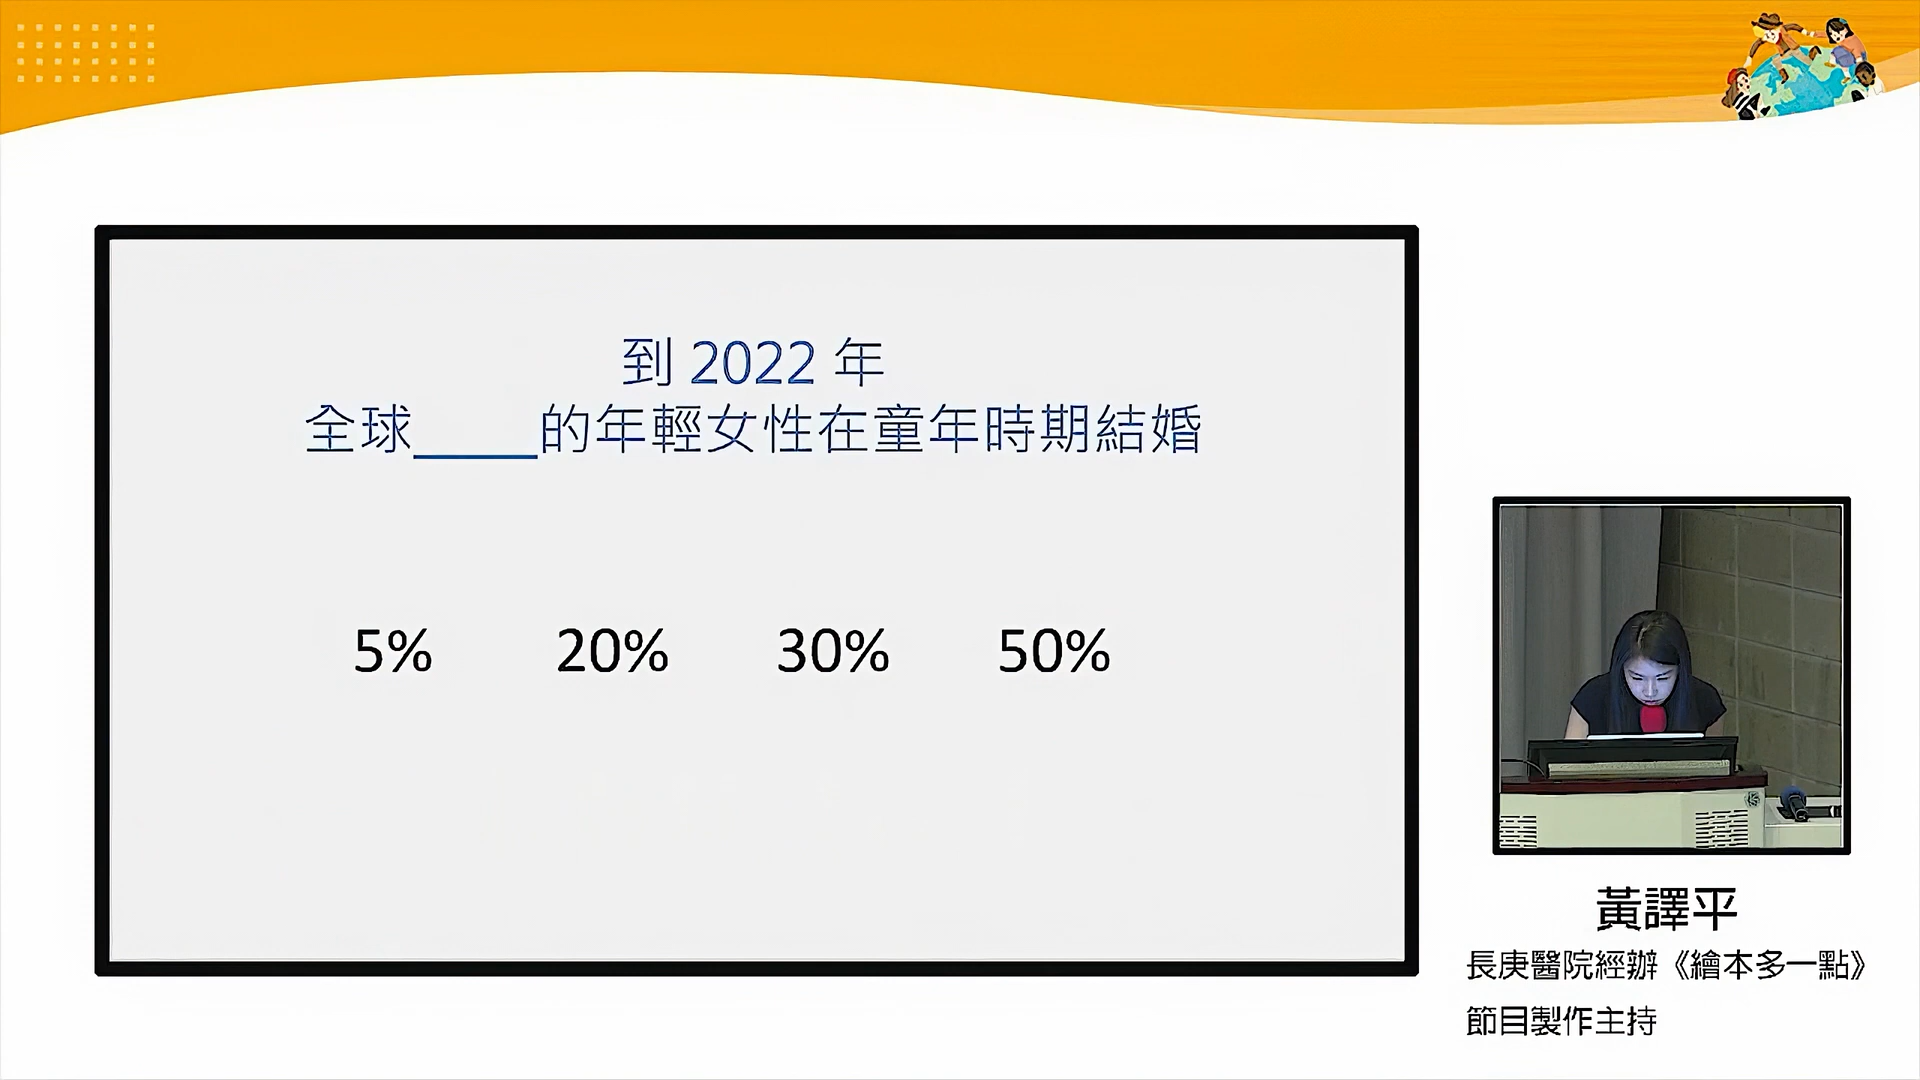 到 2022 年
全球_____的年輕女性在童年時期結婚
5% 20% 30% 50%
黃譯平
長庚醫院經辦《繪本多一點》
節目製作主持